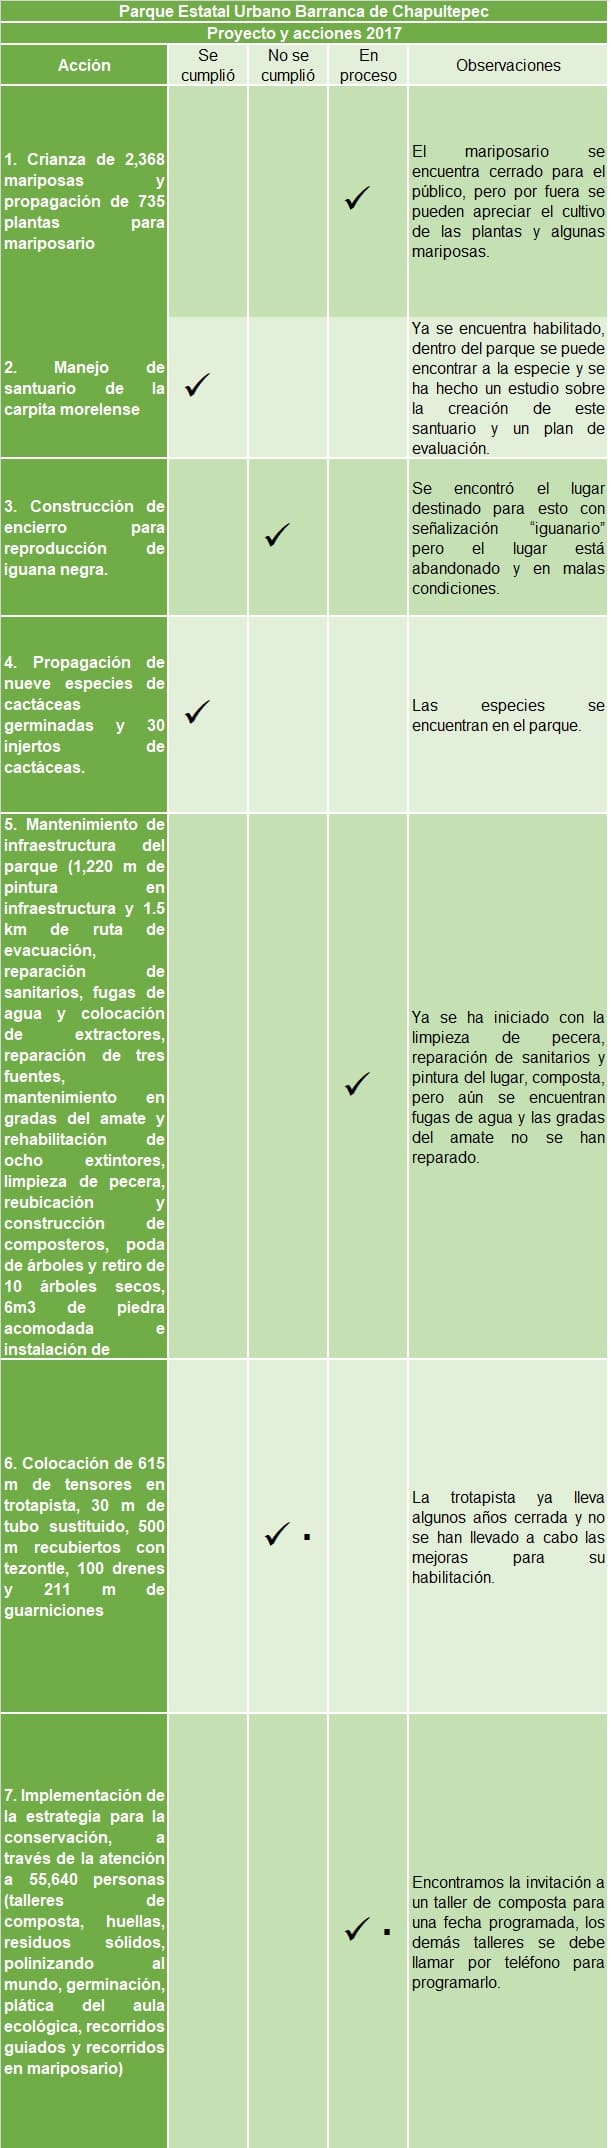 Parque Estatal Urbano Barranca de Chapultepec
Proyecto y acciones 2017
Acción
Se
cumplió
No se
cumplió
En
proceso
Observaciones
1. Crianza de 2,368
mariposas y
propagación de 735
plantas para
mariposario
✓
El mariposario se
encuentra cerrado para el
público, pero por fuera se
pueden apreciar el cultivo
de las plantas y algunas
mariposas.
2. Manejo de
santuario de la
carpita morelense
✓
Ya se encuentra habilitado,
dentro del parque se puede
encontrar a la especie y se
ha hecho un estudio sobre
la creación de este
santuario y un plan de
evaluación.
3. Construcción de
encierro para
reproducción de
iguana negra.
✓
Se encontró el lugar
destinado para esto con
señalización “iguanario”
pero el lugar está
abandonado y en malas
condiciones.
4. Propagación de
nueve especies de
cactáceas
germinadas y 30
injertos de
cactáceas.
✓
Las especies se
encuentran en el parque.
5. Mantenimiento de
infraestructura del
parque (1,220 m de
pintura en
infraestructura y 1.5
km de ruta de
evacuación,
reparación de
sanitarios, fugas de
agua y colocación
de extractores,
reparación de tres
fuentes,
mantenimiento en
gradas del amate y
rehabilitación de
ocho extintores,
limpieza de pecera,
reubicación y
construcción de
composteros, poda
de árboles y retiro de
10 árboles secos,
6m3 de piedra
acomodada e
instalación de
✓
Ya se ha iniciado con la
limpieza de pecera,
reparación de sanitarios y
pintura del lugar, composta,
pero aún se encuentran
fugas de agua y las gradas
del amate no se han
reparado.
6. Colocación de 615
m de tensores en
trotapista, 30 m de
tubo sustituido, 500
m recubiertos con
tezontle, 100 drenes
y 211 m de
guarniciones
✓ ▪
La trotapista ya lleva
algunos años cerrada y no
se han llevado a cabo las
mejoras para su
habilitación.
7. Implementación de
la estrategia para la
conservación, a
través de la atención
a 55,640 personas
(talleres de
composta, huellas,
residuos sólidos,
polinizando al
mundo, germinación,
plática del aula
ecológica, recorridos
guiados y recorridos
en mariposario)
✓ ▪
Encontramos la invitación a
un taller de composta para
una fecha programada, los
demás talleres se debe
llamar por teléfono para
programarlo.